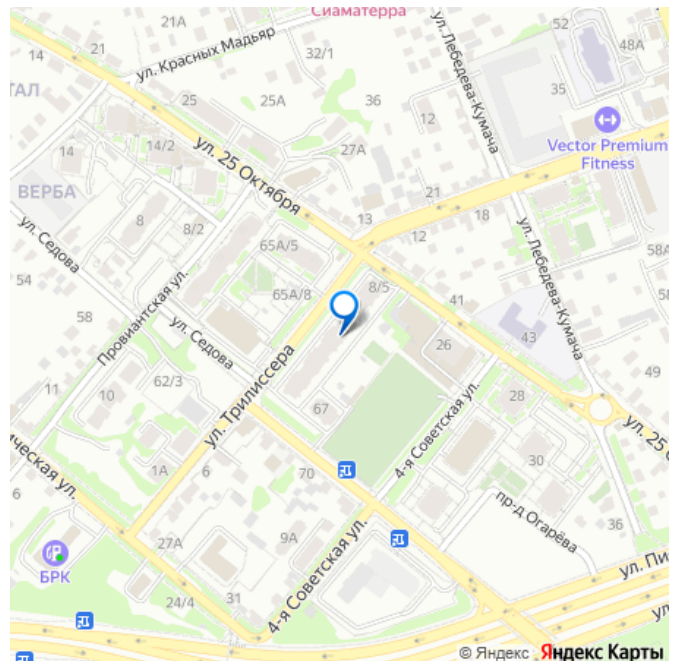 Сиаматерра
14
21
21А
52
48А
ул. Красных Мадьяр
32/1
ТАЛ
25
25А
36
35
12
ул. Лебедева-Кумача
ул. 25 Октября
Vector Premium
Fitness
14
14/2
27А
ВЕРБА
21
13
18
8
8/2
12
58А
ул. Седова
65А/5
ул. Лебедева-Кумача
54
65А/8
8/5
41
58
Провиантская ул.
ул. Седова
26
43
49
11
62/3
ул. Трилиссера
10
67
28
4-я Советская ул.
ческая ул.
1А
6
70
30
6
пр-д Огарёва
36
27А
9А
БРК
24/4
31
4-я Советская ул.
ул. 25 О
ул. Пи
ул.
© Яндекс Яндекс Карты